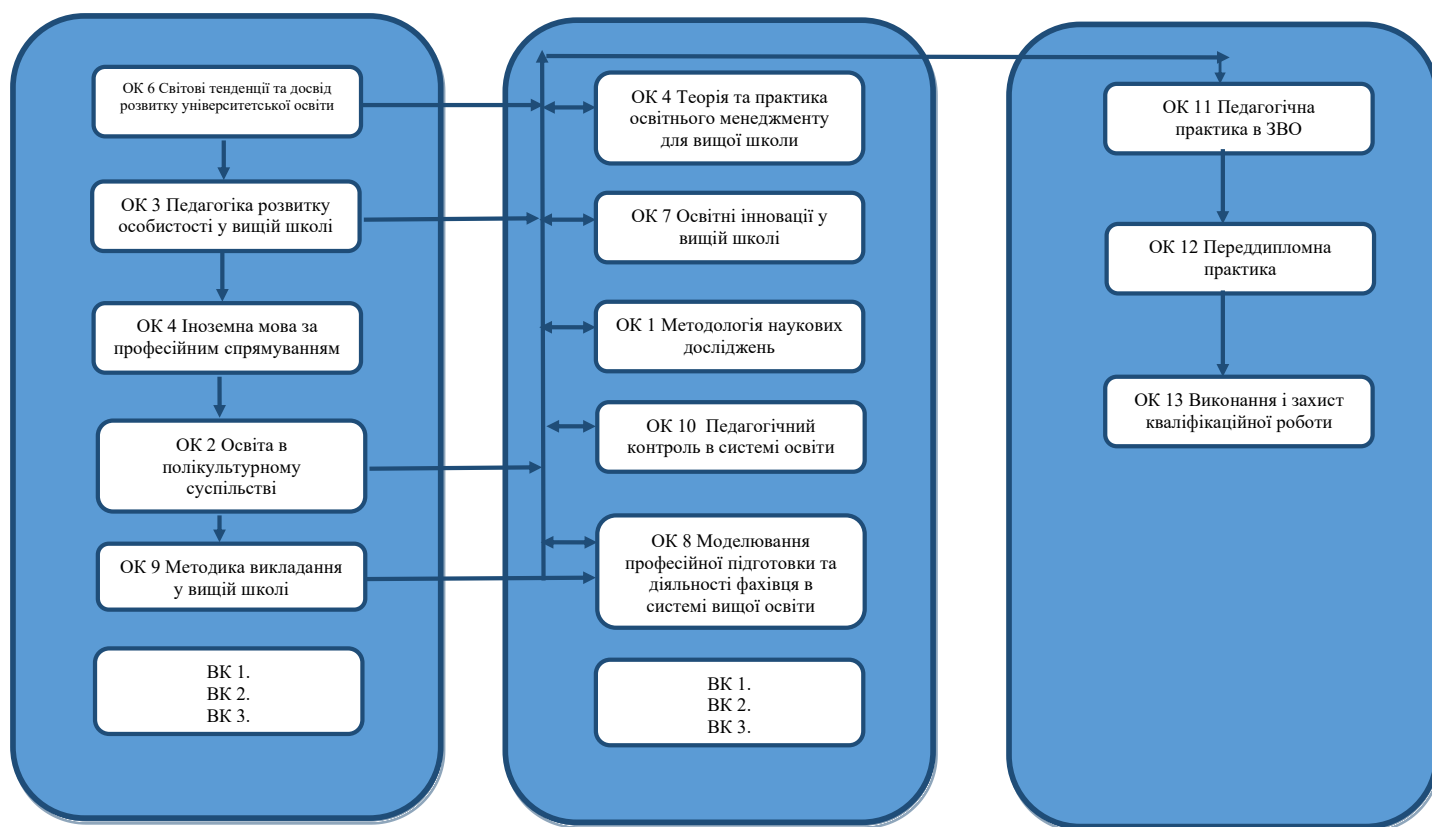 ОК 6 Світові тенденції та досвід
розвитку університетської освіти
ОК 3 Педагогіка розвитку
особистості у вищій школі
ОК 4 Іноземна мова за
професійним спрямуванням
ОК 2 Освіта в
полікультурному
суспільстві
ОК 9 Методика викладання
у вищій школі
ВК 1.
ВК 2.
ВК 3.
ОК 4 Теорія та практика
освітнього менеджменту
для вищої школи
ОК 7 Освітні інновації у
вищій школі
ОК 1 Методологія наукових
досліджень
ОК 10 Педагогічний
контроль в системі освіти
ОК 8 Моделювання
професійної підготовки та
діяльності фахівця в
системі вищої освіти
ВК 1.
ВК 2.
ВК 3.
ОК 11 Педагогічна
практика в ЗВО
ОК 12 Переддипломна
практика
ОК 13 Виконання і захист
кваліфікаційної роботи